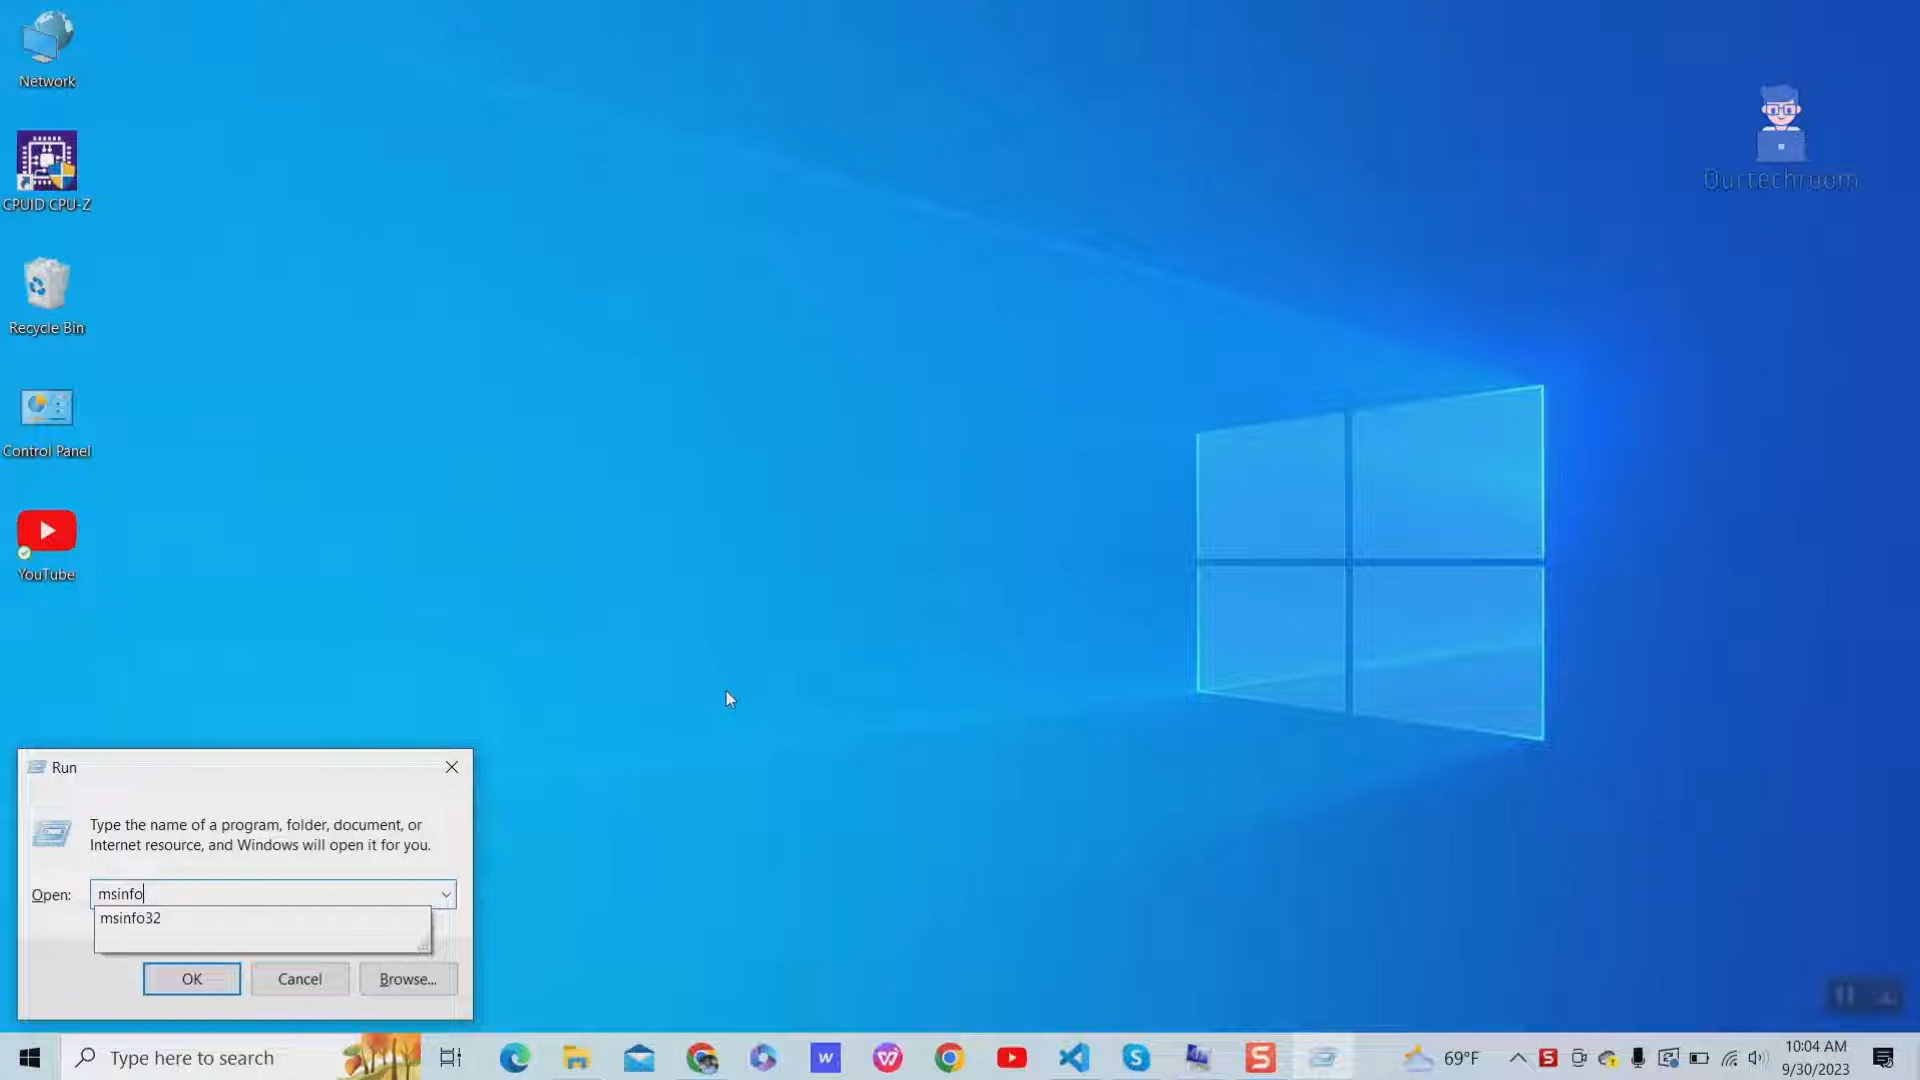 Network
CPUID CPU-Z
Recycle Bin
Control Panel
YouTube
Ourtechroom
Run
Type the name of a program, folder, document, or
Internet resource, and Windows will open it for you.
Open: msinfo
msinfo32
OK Cancel Browse...
Type here to search
69°F
10:04 AM
9/30/2023